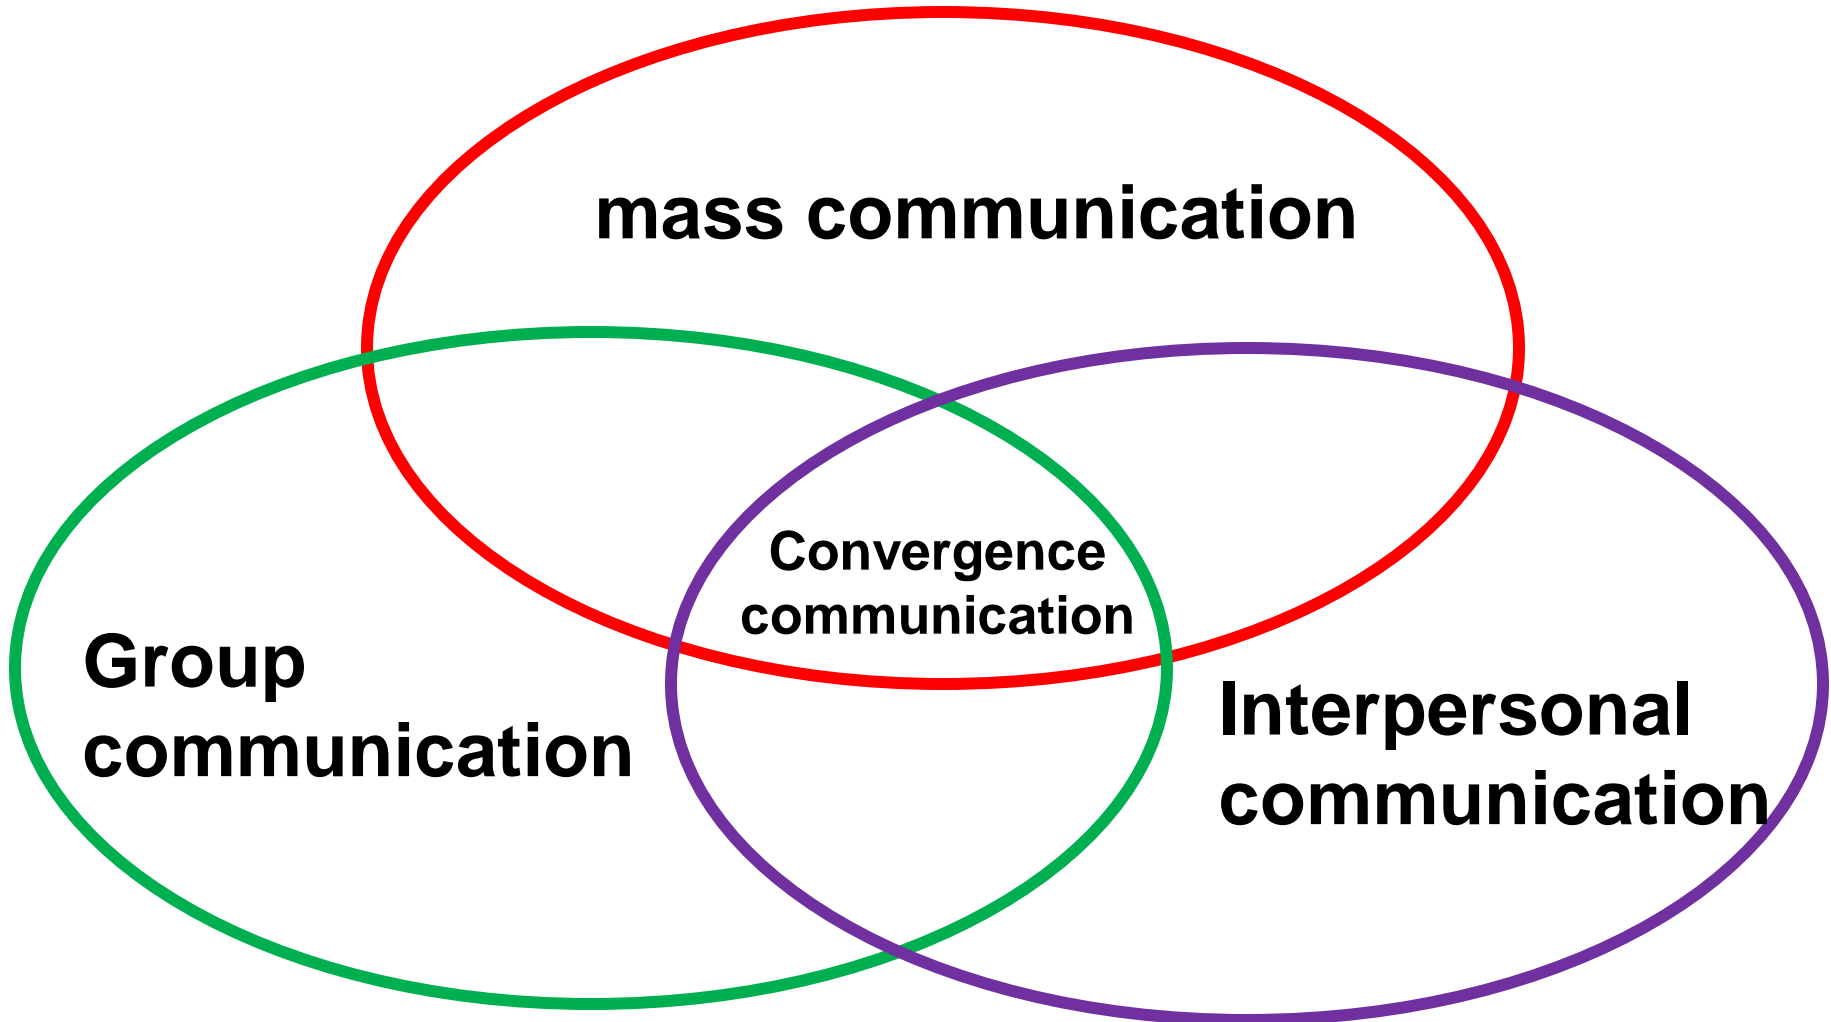 mass communication
Convergence
communication
Group
communication
Interpersonal
communication